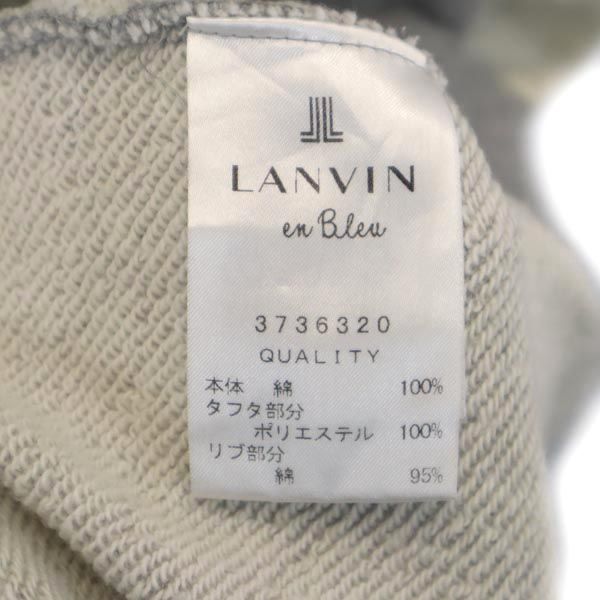 LANVIN
en Bleu
3736320
QUALITY
本体 綿 100%
タフタ部分
ポリエステル 100%
リブ部分
綿 95%